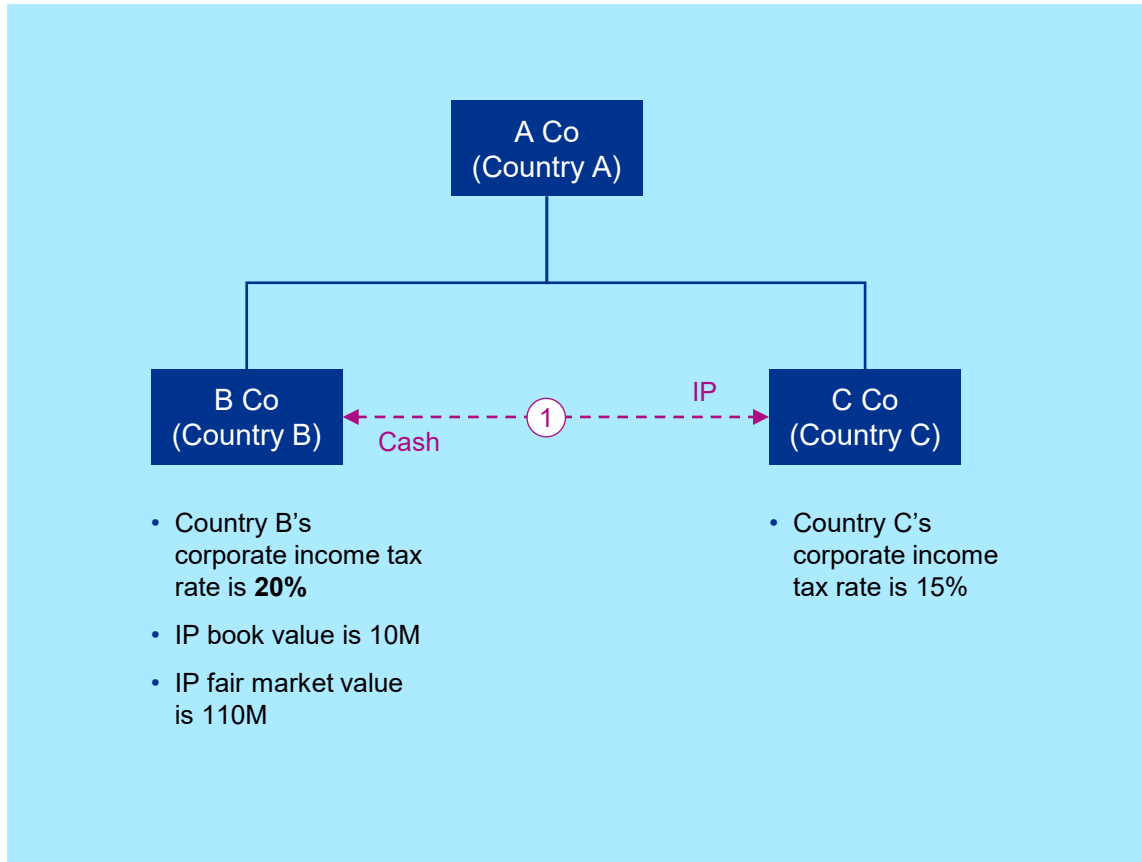 A Co
(Country A)
B Co
(Country B)
Cash
1
IP
C Co
(Country C)
• Country B’s
corporate income tax
rate is 20%
• IP book value is 10M
• IP fair market value
is 110M
• Country C’s
corporate income
tax rate is 15%